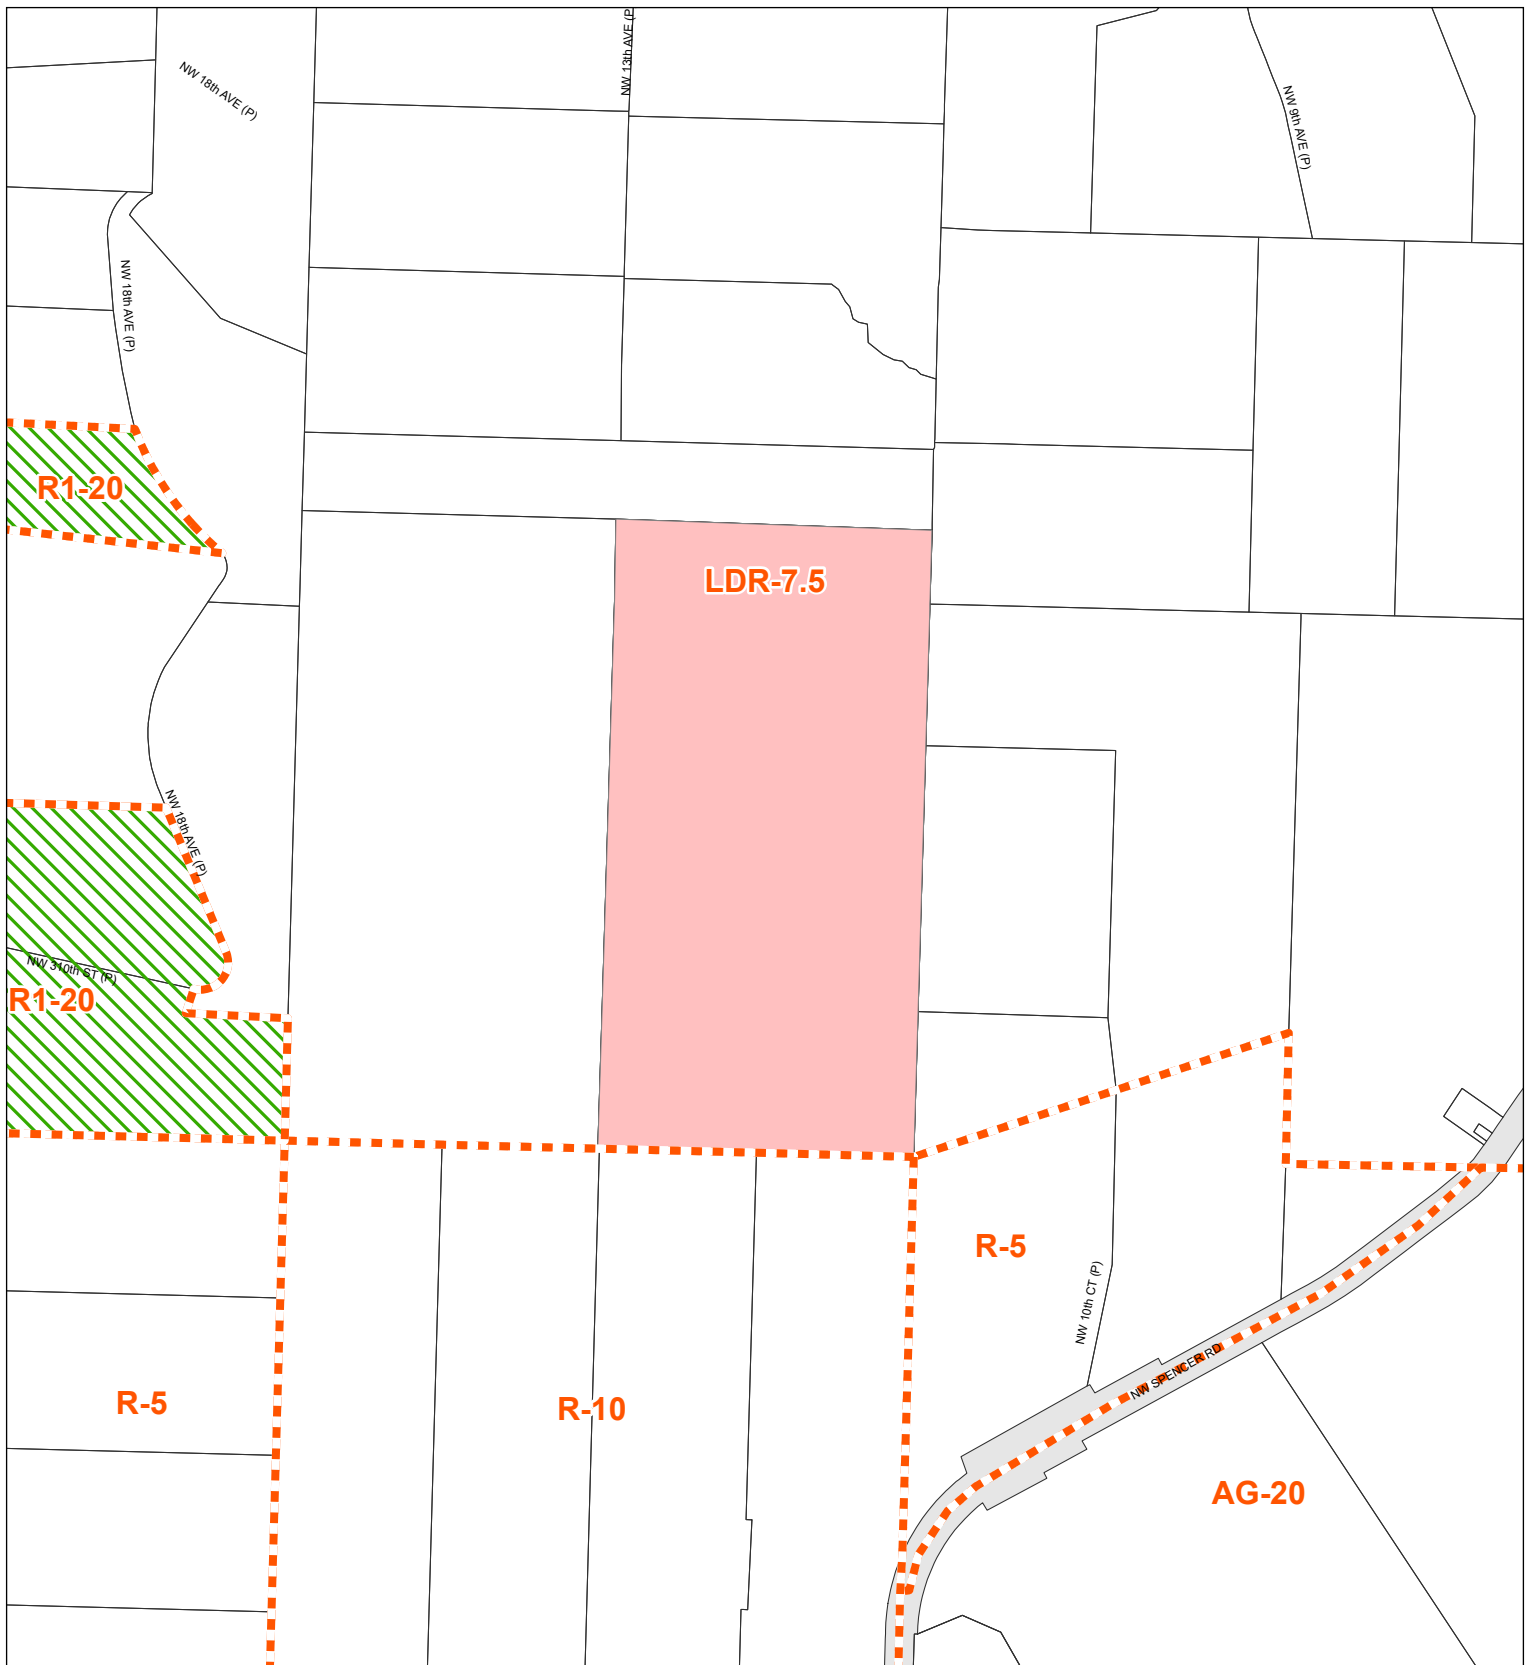 NW 13th AVE (P
NW 18th AVE (P)
NW 9th AVE (P)
NW 18th AVE (P)
R1-20
LDR-7.5
NW 18th AVE (P)
NW 310th ST (P)
R1-20
R-5
NW 10th CT (P)
NW SPENCER RD
R-5
R-10
AG-20